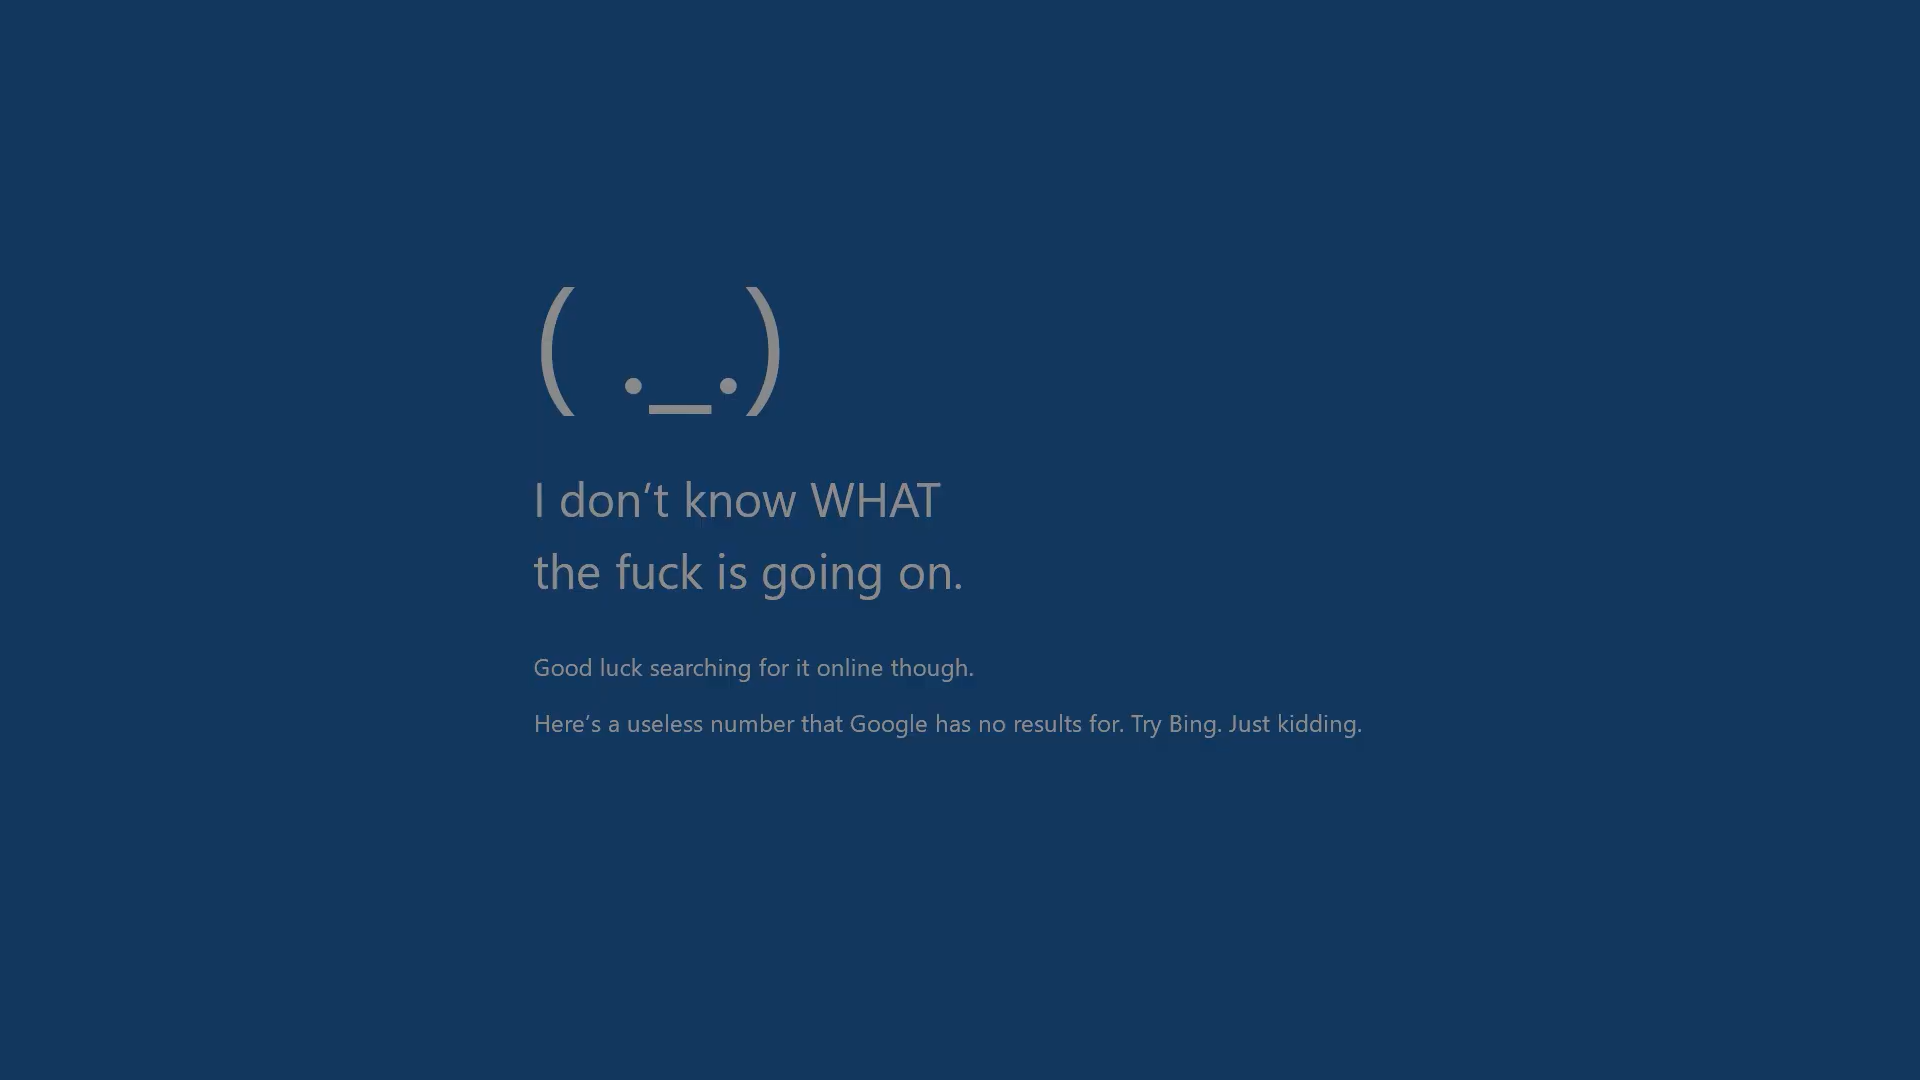 ( ._.)
I don’t know WHAT
the fuck is going on.
Good luck searching for it online though.
Here’s a useless number that Google has no results for. Try Bing. Just kidding.